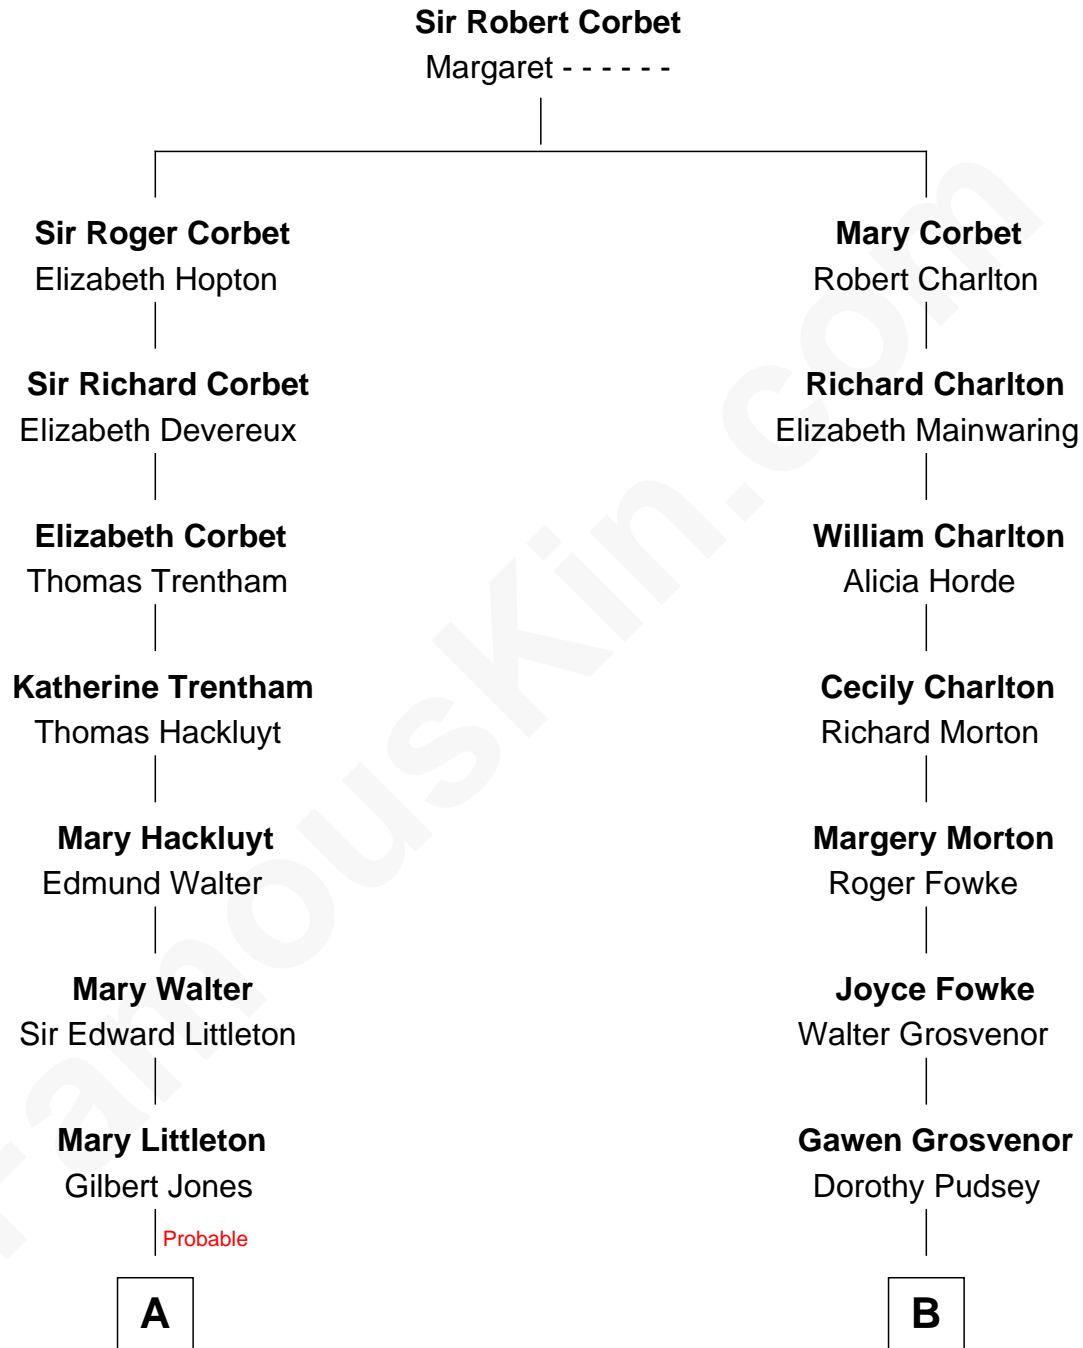 Sir Robert Corbet
Margaret - - - - - -
Sir Roger Corbet
Elizabeth Hopton
Mary Corbet
Robert Charlton
Sir Richard Corbet
Elizabeth Devereux
Richard Charlton
Elizabeth Mainwaring
Elizabeth Corbet
Thomas Trentham
William Charlton
Alicia Horde
Katherine Trentham
Thomas Hackluyt
Cecily Charlton
Richard Morton
Mary Hackluyt
Edmund Walter
Margery Morton
Roger Fowke
Mary Walter
Sir Edward Littleton
Joyce Fowke
Walter Grosvenor
Mary Littleton
Gilbert Jones
Gawen Grosvenor
Dorothy Pudsey
Probable
A
B
FamousKin.com